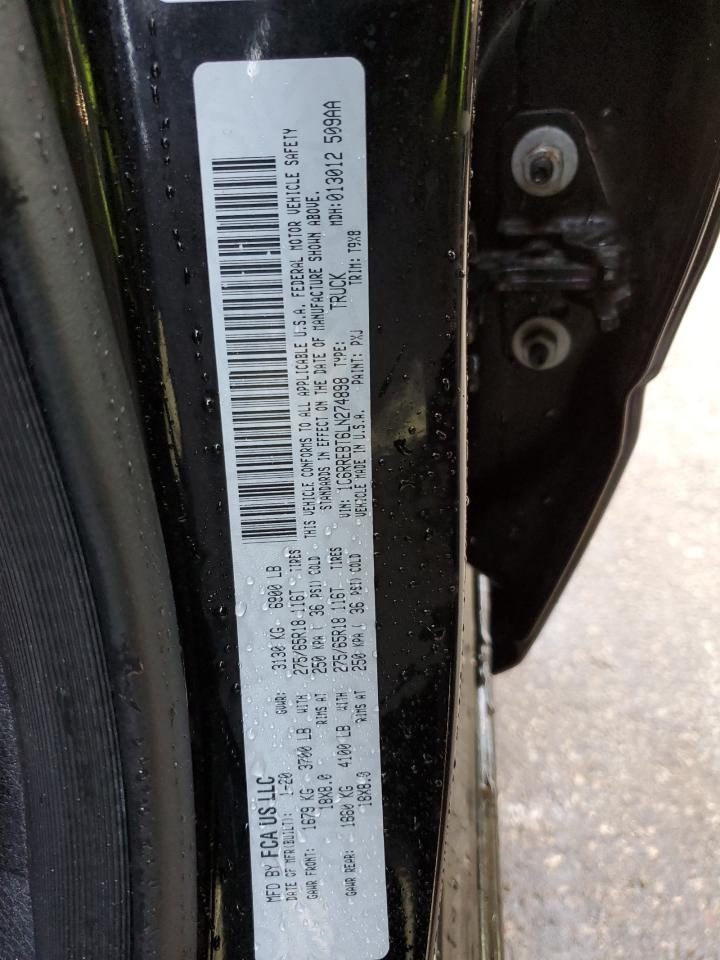 MFD BY FCA US LLC
DATE OF MFR(BUILT): 1-20 GVWR: 3130 KG 6900 LB
GAWR FRONT: 1679 KG 3700 LB WITH 275/65R18 116T TIRES
18X8.0 RIMS AT 250 KPA ( 36 PSI) COLD
GAWR REAR: 1860 KG 4100 LB WITH 275/65R18 116T TIRES
18X8.0 RIMS AT 250 KPA ( 36 PSI) COLD
THIS VEHICLE CONFORMS TO ALL APPLICABLE U.S.A. FEDERAL MOTOR VEHICLE SAFETY
STANDARDS IN EFFECT ON THE DATE OF MANUFACTURE SHOWN ABOVE.
VIN: 1C6RREBT6LN274898 TYPE: TRUCK MDH:013012 509AA
VEHICLE MADE IN U.S.A. PAINT: PXJ TRIM: T9X8